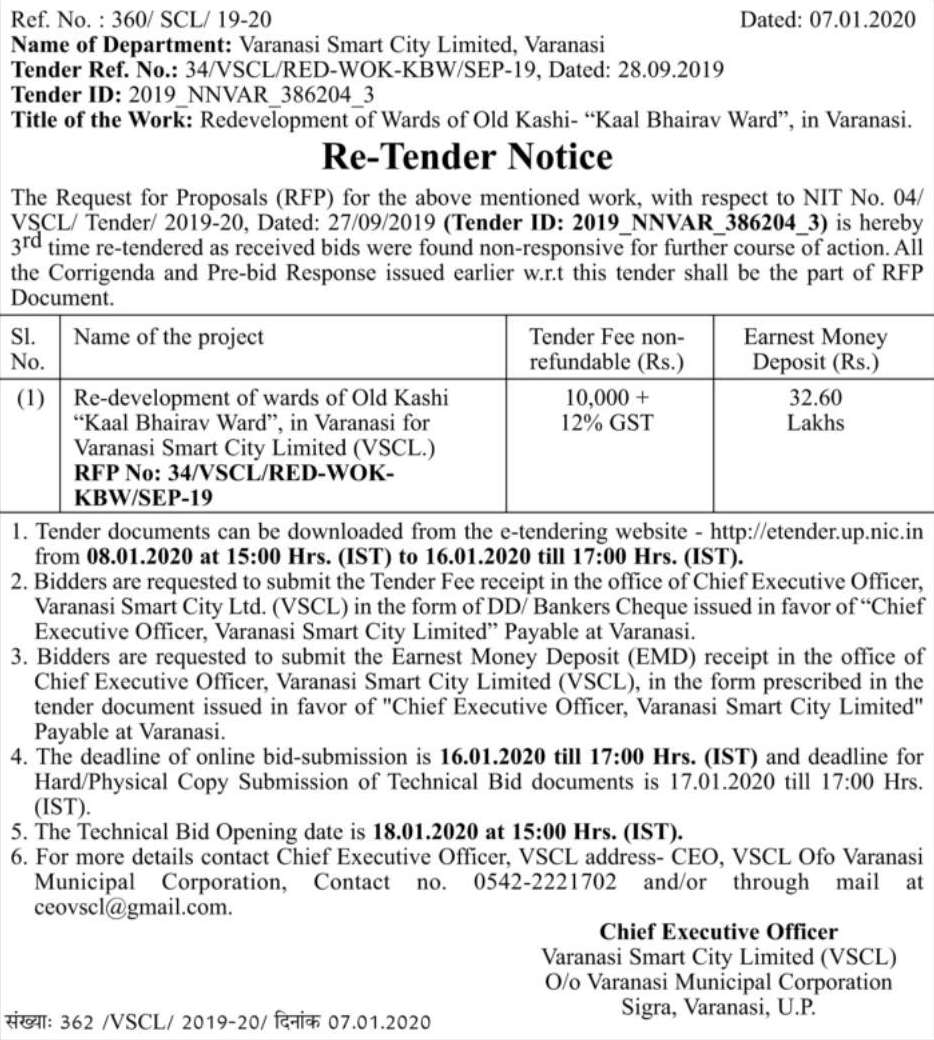 Ref. No. : 360/ SCL/ 19-20 Dated: 07.01.2020
Name of Department: Varanasi Smart City Limited, Varanasi
Tender Ref. No.: 34/VSCL/RED-WOK-KBW/SEP-19, Dated: 28.09.2019
Tender ID: 2019_NNVAR_386204_3
Title of the Work: Redevelopment of Wards of Old Kashi- “Kaal Bhairav Ward”, in Varanasi.
Re-Tender Notice
The Request for Proposals (RFP) for the above mentioned work, with respect to NIT No. 04/
VSCL/ Tender/ 2019-20, Dated: 27/09/2019 (Tender ID: 2019_NNVAR_386204_3) is hereby
3rd time re-tendered as received bids were found non-responsive for further course of action. All
the Corrigenda and Pre-bid Response issued earlier w.r.t this tender shall be the part of RFP
Document.
Sl. Name of the project Tender Fee non- Earnest Money
No. refundable (Rs.) Deposit (Rs.)
(1) Re-development of wards of Old Kashi 10,000 + 32.60
“Kaal Bhairav Ward”, in Varanasi for 12% GST Lakhs
Varanasi Smart City Limited (VSCL.)
RFP No: 34/VSCL/RED-WOK-
KBW/SEP-19
1. Tender documents can be downloaded from the e-tendering website - http://etender.up.nic.in
from 08.01.2020 at 15:00 Hrs. (IST) to 16.01.2020 till 17:00 Hrs. (IST).
2. Bidders are requested to submit the Tender Fee receipt in the office of Chief Executive Officer,
Varanasi Smart City Ltd. (VSCL) in the form of DD/ Bankers Cheque issued in favor of “Chief
Executive Officer, Varanasi Smart City Limited” Payable at Varanasi.
3. Bidders are requested to submit the Earnest Money Deposit (EMD) receipt in the office of
Chief Executive Officer, Varanasi Smart City Limited (VSCL), in the form prescribed in the
tender document issued in favor of "Chief Executive Officer, Varanasi Smart City Limited"
Payable at Varanasi.
4. The deadline of online bid-submission is 16.01.2020 till 17:00 Hrs. (IST) and deadline for
Hard/Physical Copy Submission of Technical Bid documents is 17.01.2020 till 17:00 Hrs.
(IST).
5. The Technical Bid Opening date is 18.01.2020 at 15:00 Hrs. (IST).
6. For more details contact Chief Executive Officer, VSCL address- CEO, VSCL Ofo Varanasi
Municipal Corporation, Contact no. 0542-2221702 and/or through mail at
ceovscl@gmail.com.
Chief Executive Officer
Varanasi Smart City Limited (VSCL)
O/o Varanasi Municipal Corporation
Sigra, Varanasi, U.P.
संख्याः 362 /VSCL/ 2019-20/ दिनांक 07.01.2020